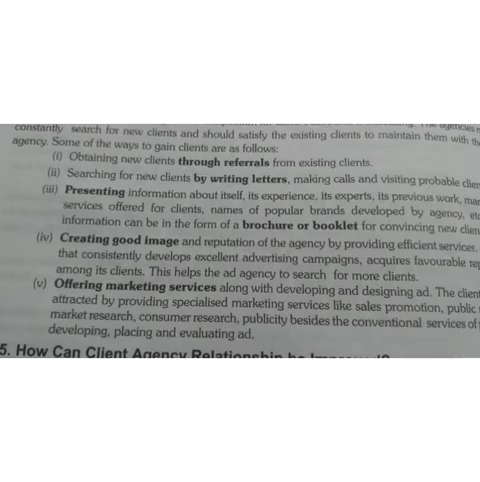 The agencies
constantly search for new clients and should satisfy the existing clients to maintain them with
agency. Some of the ways to gain clients are as follows:
(i) Obtaining new clients through referrals from existing clients.
(ii) Searching for new clients by writing letters, making calls and visiting probable
(iii) Presenting information about itself, its experience, its experts, its previous work,
services offered for clients, names of popular brands developed by agency,
information can be in the form of a brochure or booklet for convincing new
(iv) Creating good image and reputation of the agency by providing efficient services.
that consistently develops excellent advertising campaigns, acquires favourable
among its clients. This helps the ad agency to search for more clients.
(v) Offering marketing services along with developing and designing ad. The
attracted by providing specialised marketing services like sales promotion, public
market research, consumer research, publicity besides the conventional services of
developing, placing and evaluating ad.
5. How Can Client Agency Relationship be Improved?